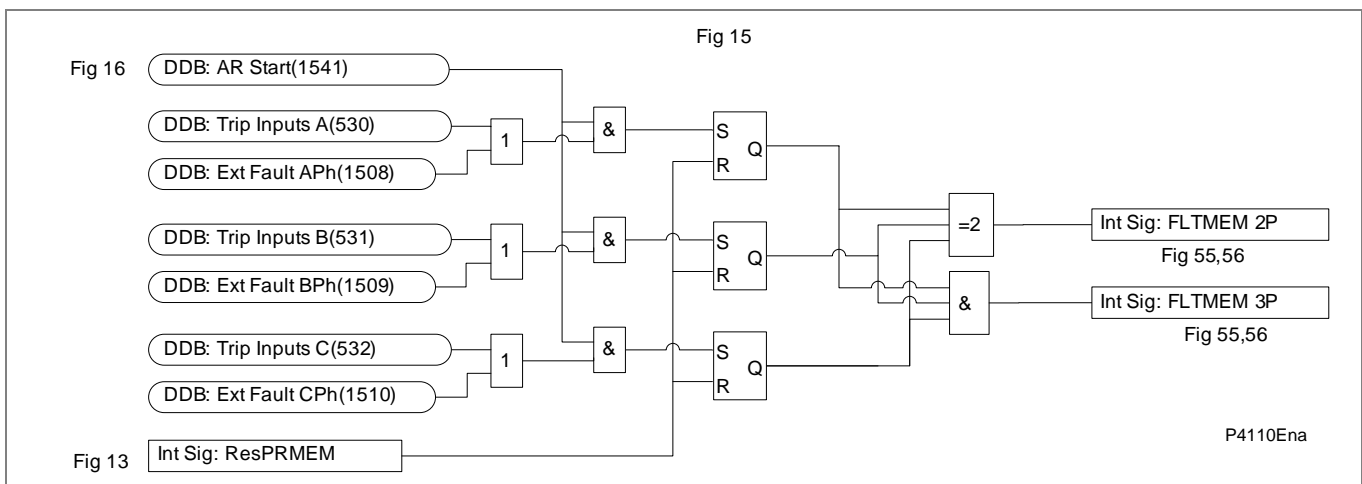 Fig 15
Fig 16
DDB: AR Start(1541)
DDB: Trip Inputs A(530)
1
&
S
R
Q
DDB: Ext Fault APh(1508)
=2
Int Sig: FLTMEM 2P
Fig 55,56
DDB: Trip Inputs B(531)
1
&
S
R
Q
DDB: Ext Fault BPh(1509)
&
Int Sig: FLTMEM 3P
Fig 55,56
DDB: Trip Inputs C(532)
1
&
S
R
Q
DDB: Ext Fault CPh(1510)
Fig 13
Int Sig: ResPRMEM
P4110Ena